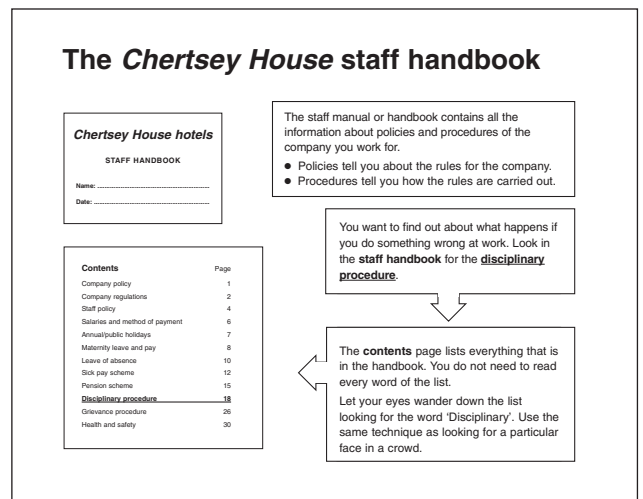 The Chertsey House staff handbook
Chertsey House hotels
STAFF HANDBOOK
Name:
Date:
The staff manual or handbook contains all the
information about policies and procedures of the
company you work for.
● Policies tell you about the rules for the company.
● Procedures tell you how the rules are carried out.
You want to find out about what happens if
you do something wrong at work. Look in
the staff handbook for the disciplinary
procedure.
Contents Page
Company policy 1
Company regulations 2
Staff policy 4
Salaries and method of payment 6
Annual/public holidays 7
Maternity leave and pay 8
Leave of absence 10
Sick pay scheme 12
Pension scheme 15
Disciplinary procedure 18
Grievance procedure 26
Health and safety 30
The contents page lists everything that is
in the handbook. You do not need to read
every word of the list.
Let your eyes wander down the list
looking for the word ‘Disciplinary’. Use the
same technique as looking for a particular
face in a crowd.